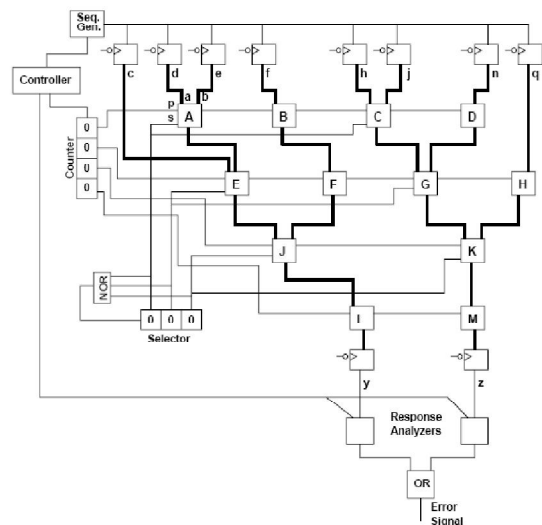 Seq.
Gen.
Controller
c
d
e
f
h
j
n
q
a
b
p
s
A
B
C
D
Counter
0
0
0
0
E
F
G
H
J
K
NOR
0 0 0
Selector
I
M
y
z
Response
Analyzers
OR
Error
Signal